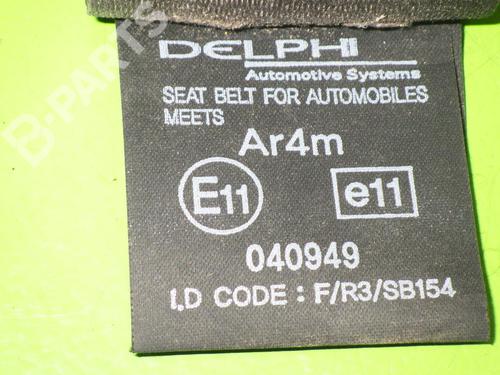 B-PARTS
DELPHI
Automotive Systems
SEAT BELT FOR AUTOMOBILES
MEETS
Ar4m
E11 e11
040949
I.D CODE : F/R3/SB154